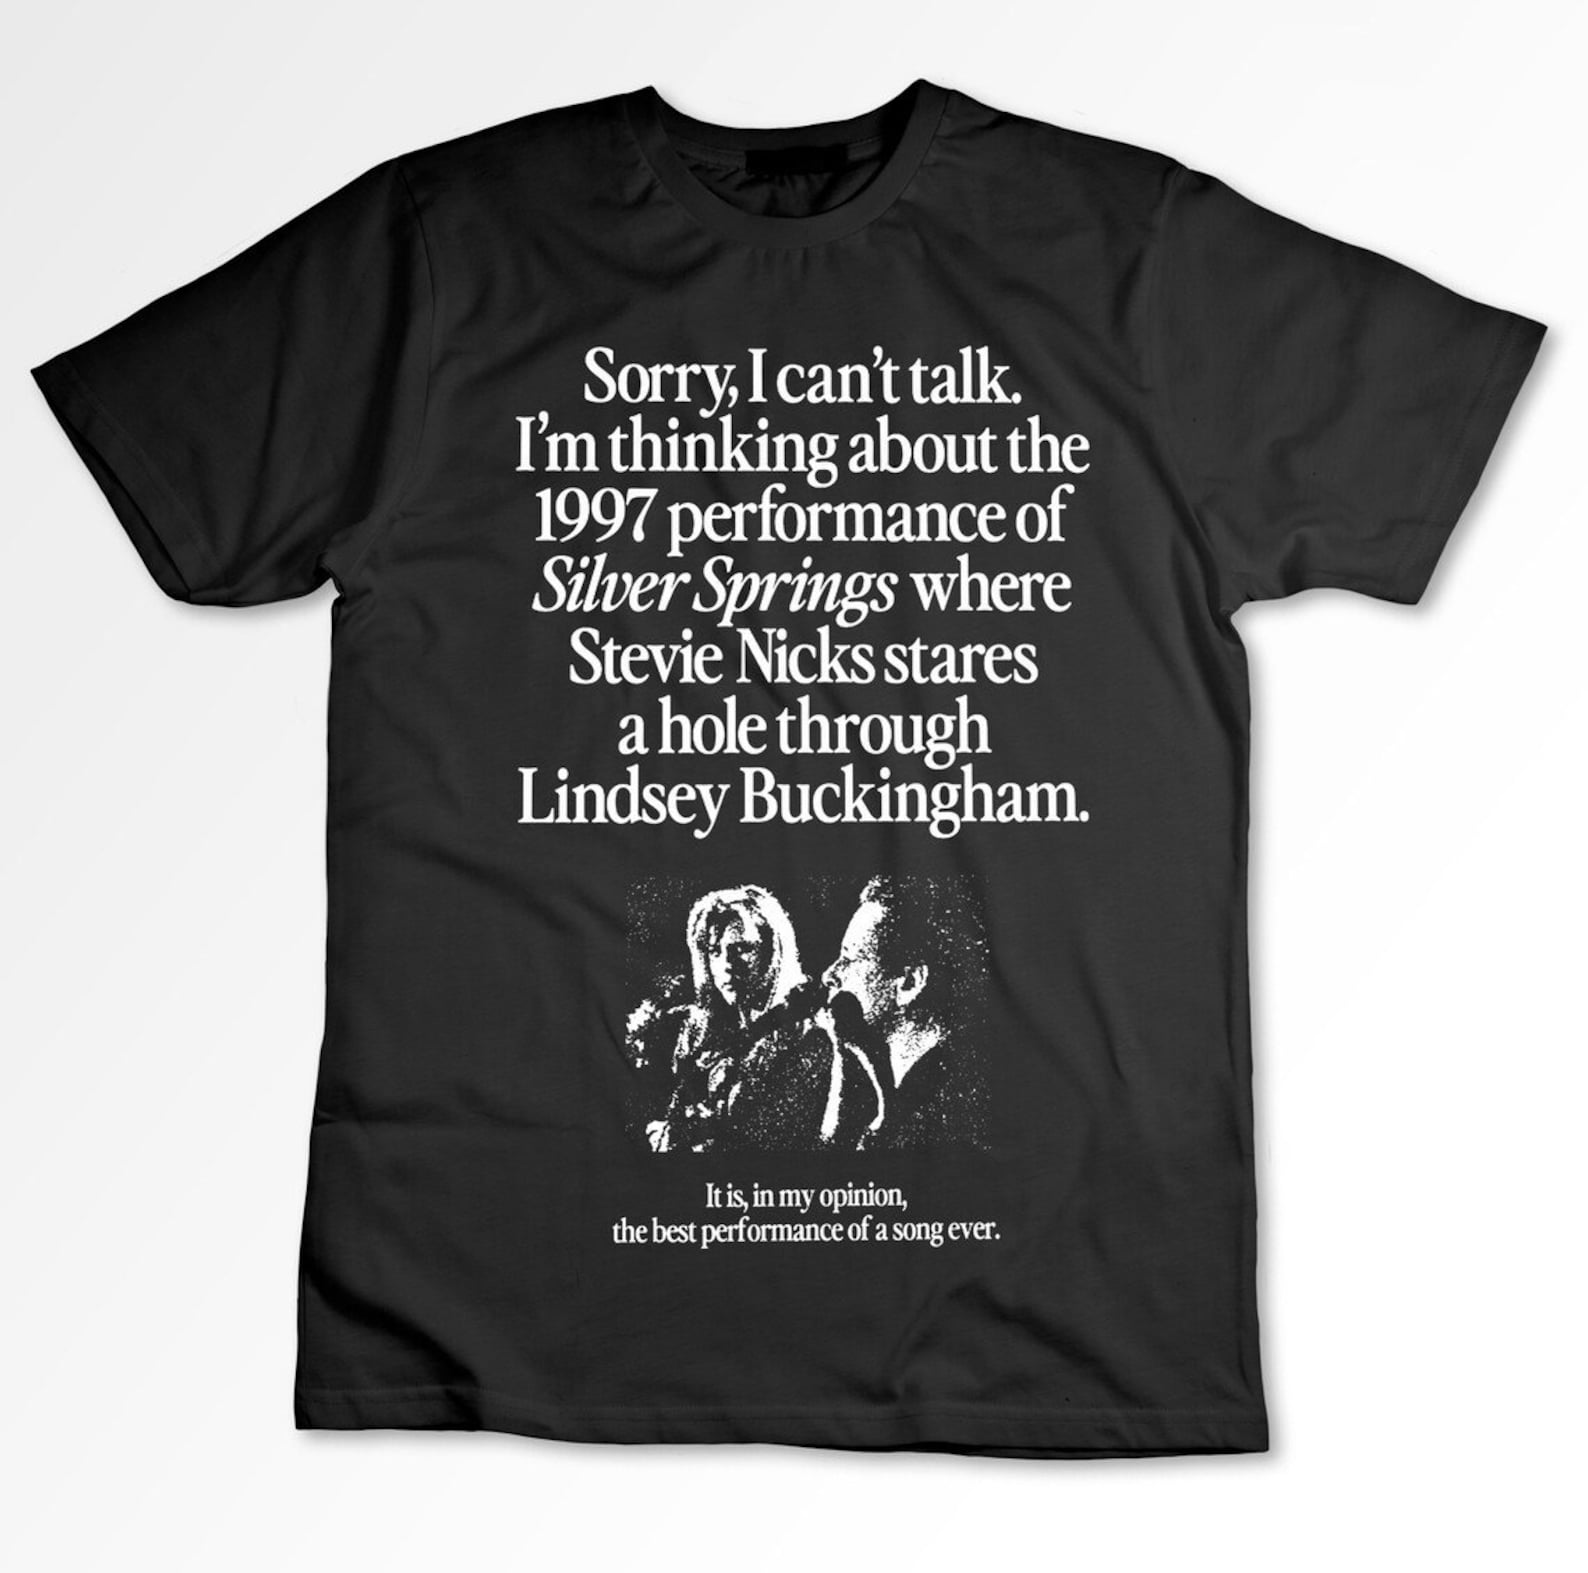 Sorry, I can't talk.
I'm thinking about the
1997 performance of
Silver Springs where
Stevie Nicks stares
a hole through
Lindsey Buckingham.
It is, in my opinion,
the best performance of a song ever.